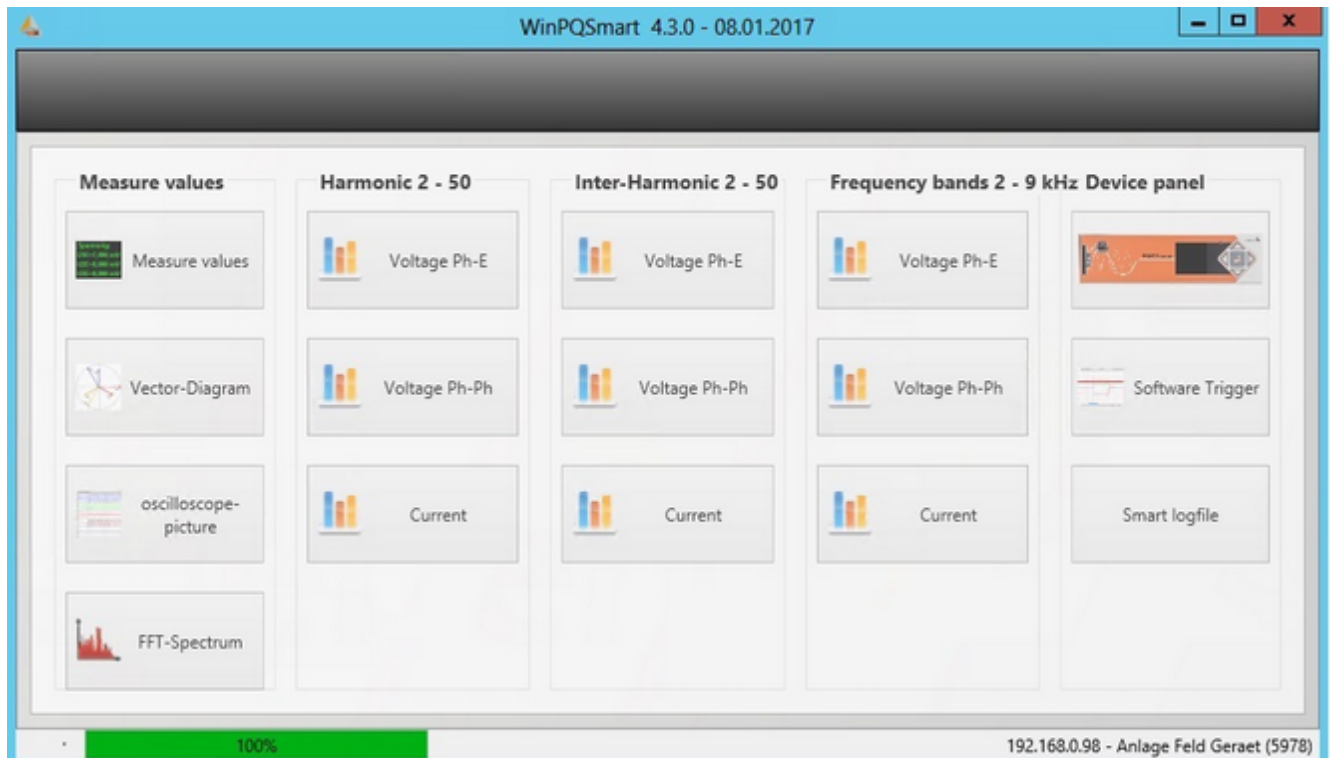 WinPQSmart 4.3.0 - 08.01.2017
Measure values
Harmonic 2 - 50
Inter-Harmonic 2 - 50
Frequency bands 2 - 9 kHz
Device panel
Measure values
Voltage Ph-E
Voltage Ph-E
Voltage Ph-E
Vector-Diagram
Voltage Ph-Ph
Voltage Ph-Ph
Voltage Ph-Ph
Software Trigger
oscilloscope-
picture
Current
Current
Current
Smart logfile
FFT-Spectrum
100%
192.168.0.98 - Anlage Feld Geraet (5978)